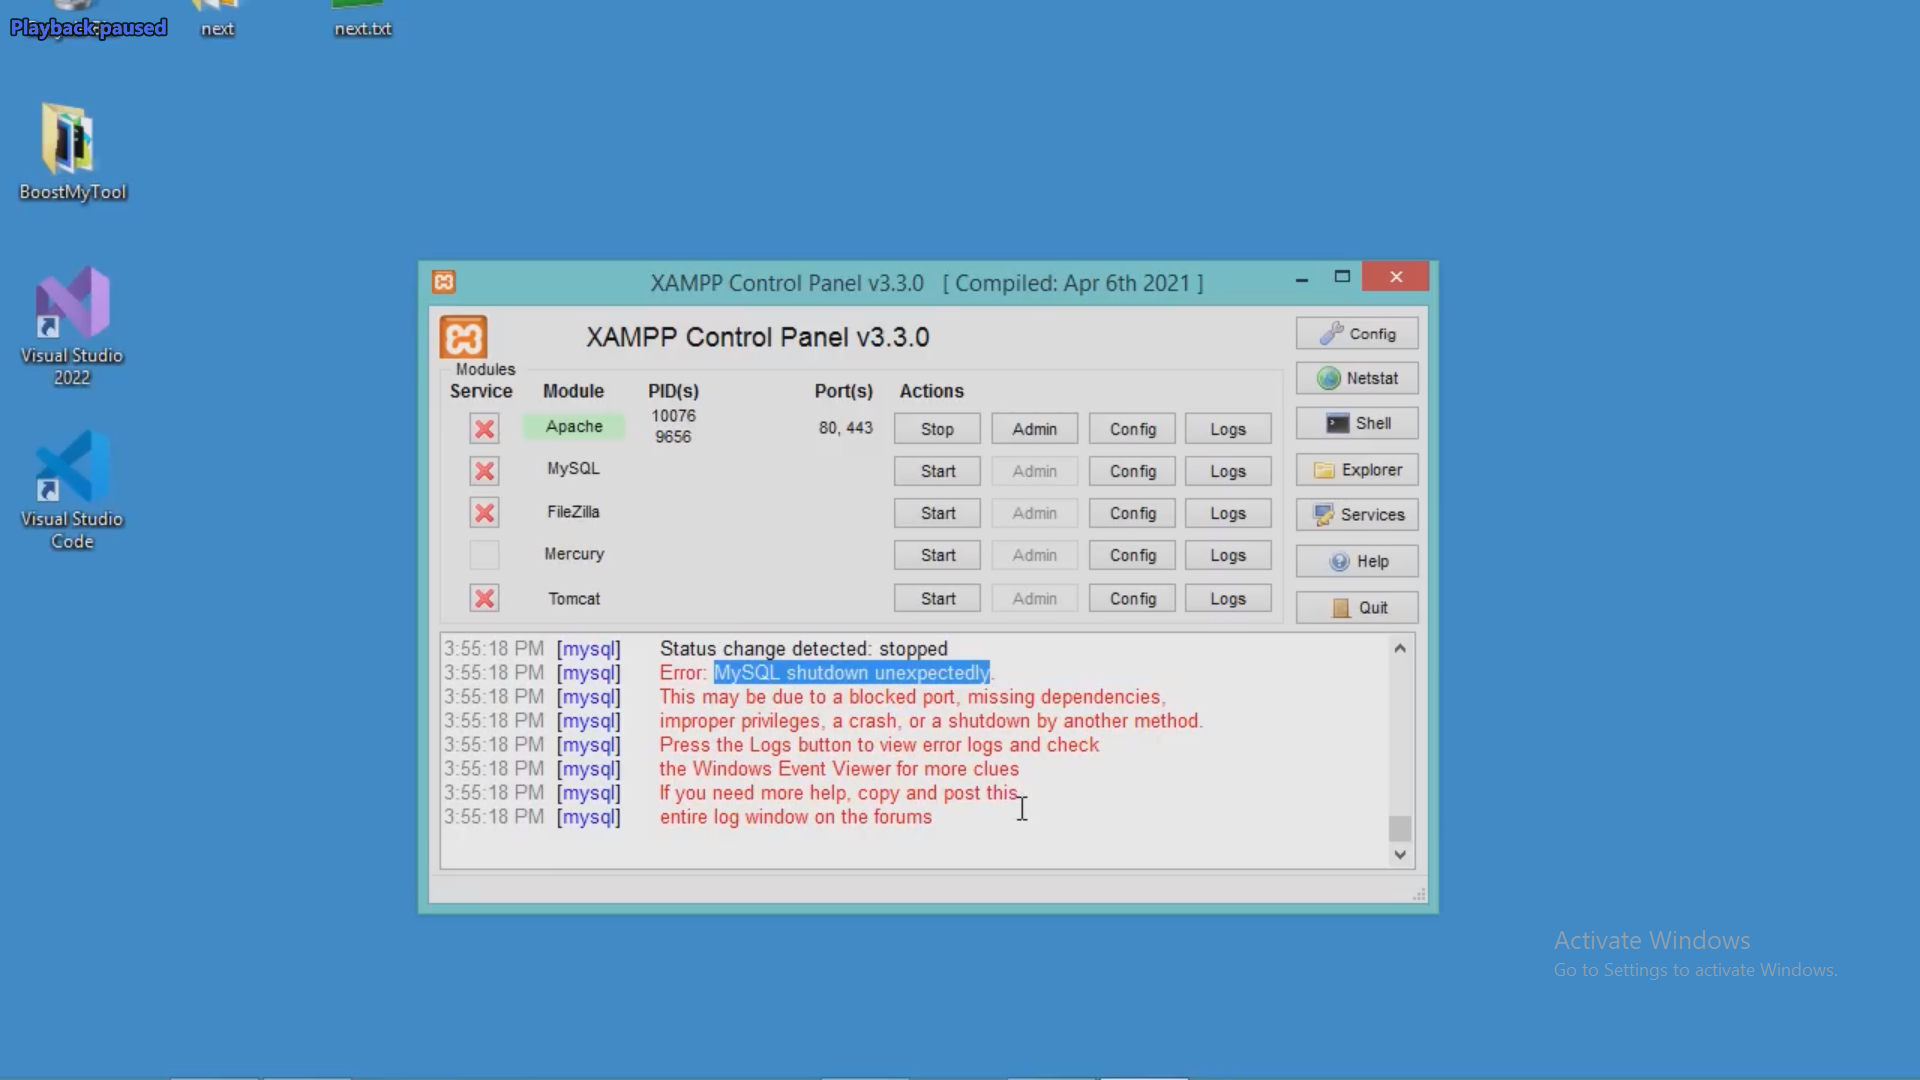 Playback paused
next
next.txt
BoostMyTool
Visual Studio
2022
Visual Studio
Code
XAMPP Control Panel v3.3.0 [ Compiled: Apr 6th 2021 ]
XAMPP Control Panel v3.3.0
Config
Modules
Service Module PID(s) Port(s) Actions
Netstat
Apache 10076 80, 443 Stop Admin Config Logs
9656
Shell
MySQL Start Admin Config Logs
Explorer
FileZilla Start Admin Config Logs
Services
Mercury Start Admin Config Logs
Help
Tomcat Start Admin Config Logs
Quit
3:55:18 PM [mysql] Status change detected: stopped
3:55:18 PM [mysql] Error: MySQL shutdown unexpectedly.
3:55:18 PM [mysql] This may be due to a blocked port, missing dependencies,
3:55:18 PM [mysql] improper privileges, a crash, or a shutdown by another method.
3:55:18 PM [mysql] Press the Logs button to view error logs and check
3:55:18 PM [mysql] the Windows Event Viewer for more clues
3:55:18 PM [mysql] If you need more help, copy and post this
3:55:18 PM [mysql] entire log window on the forums
Activate Windows
Go to Settings to activate Windows.